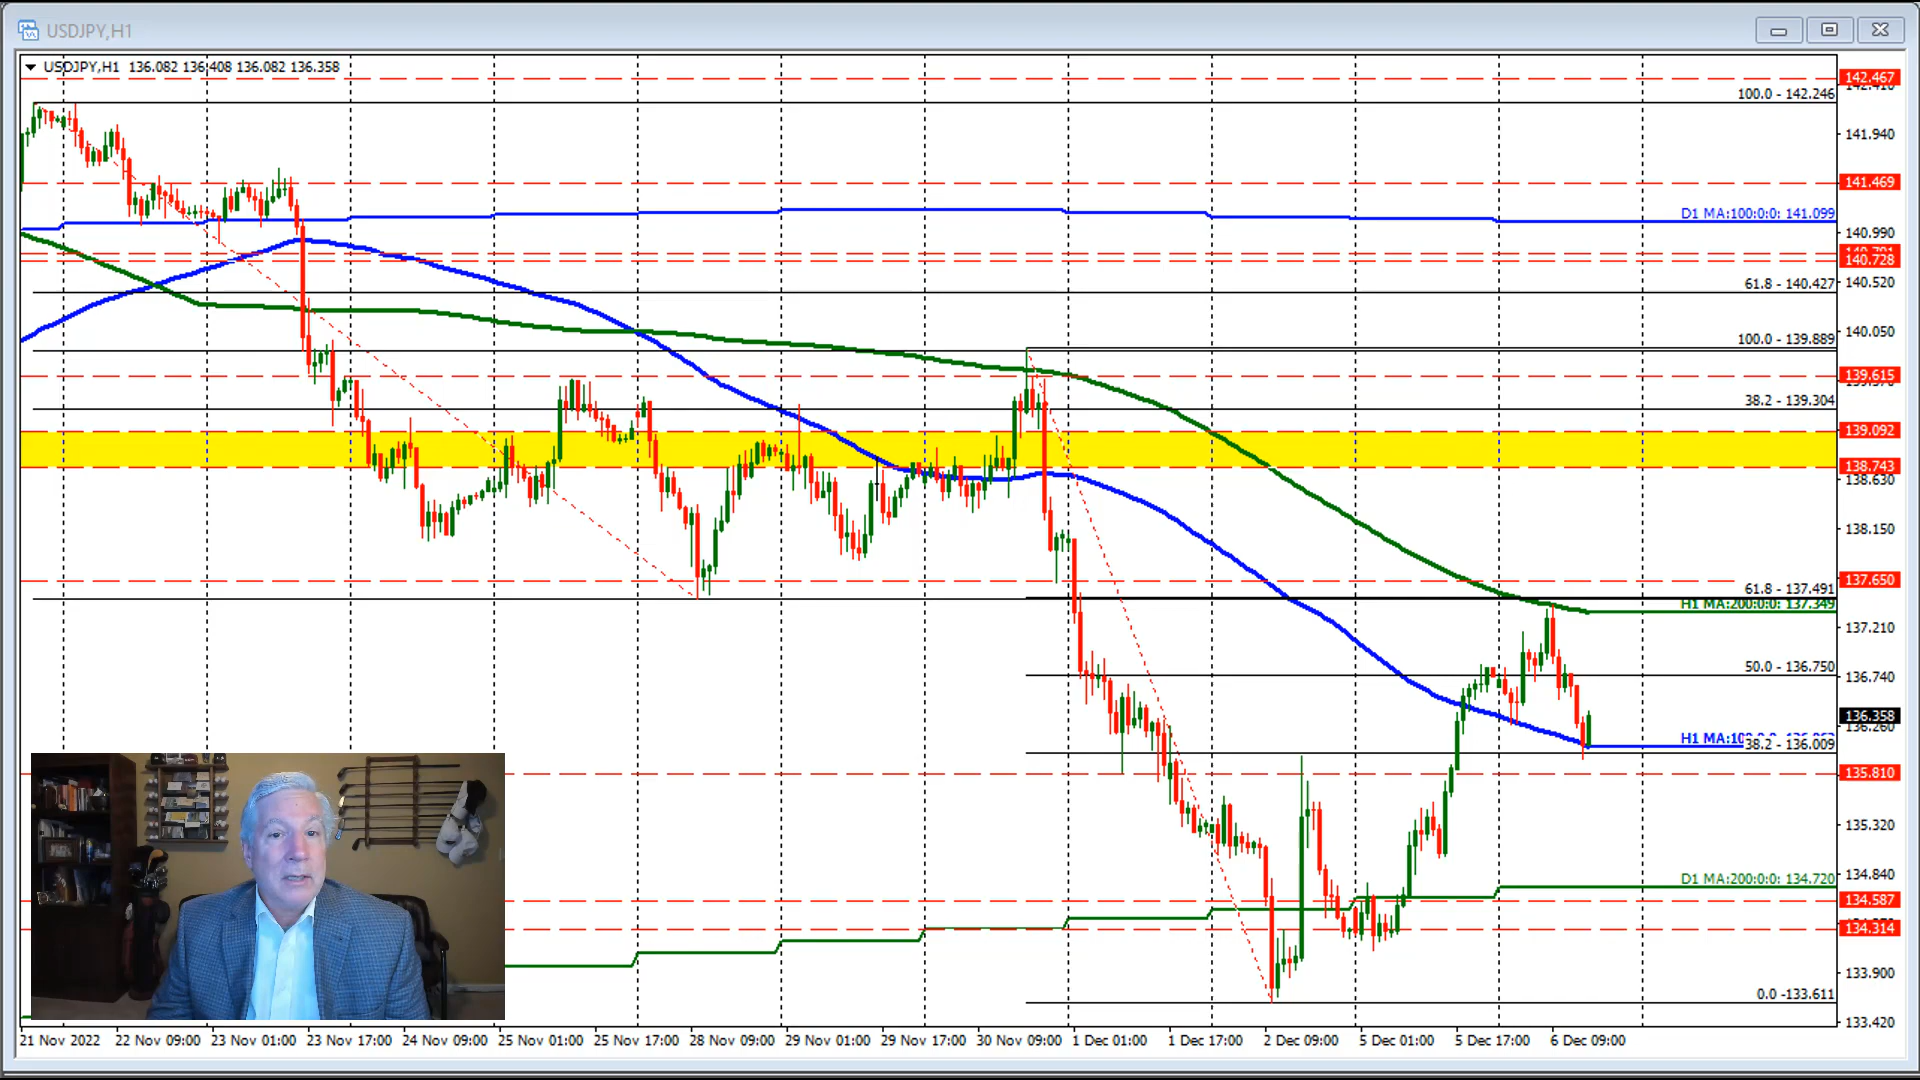 USDJPY,H1
USDJPY,H1 136.082 136.408 136.082 136.358
142.467
100.0 - 142.246
141.940
141.469
D1 MA:100:0:0: 141.099
140.990
140.728
61.8 - 140.427
140.520
140.050
100.0 - 139.889
139.615
38.2 - 139.304
139.092
138.743
138.630
138.150
137.650
61.8 - 137.491
H1 MA:200:0:0: 137.349
137.210
50.0 - 136.750
136.740
136.358
136.260
38.2 - 136.009
135.810
135.320
D1 MA:200:0:0: 134.720
134.840
134.587
134.314
133.900
0.0 -133.611
133.420
21 Nov 2022 22 Nov 09:00 23 Nov 01:00 23 Nov 17:00 24 Nov 09:00 25 Nov 01:00 25 Nov 17:00 28 Nov 09:00 29 Nov 01:00 29 Nov 17:00 30 Nov 09:00 1 Dec 01:00 1 Dec 17:00 2 Dec 09:00 5 Dec 01:00 5 Dec 17:00 6 Dec 09:00